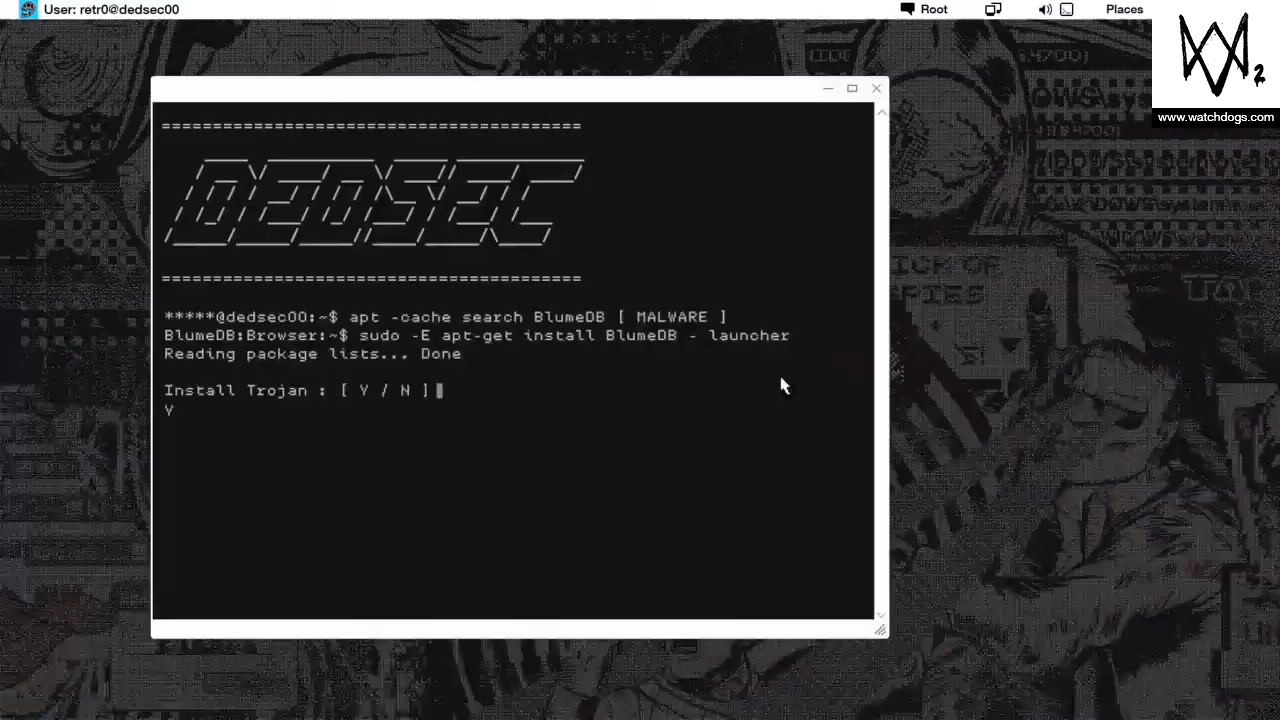 User: retr0@dedsec00
Root
Places
2
www.watchdogs.com
=========================================
DEDSEC
=========================================
*****@dedsec00:~$ apt -cache search BlumeDB [ MALWARE ]
BlumeDB:Browser:~$ sudo -E apt-get install BlumeDB - launcher
Reading package lists... Done
Install Trojan : [ Y / N ]
Y